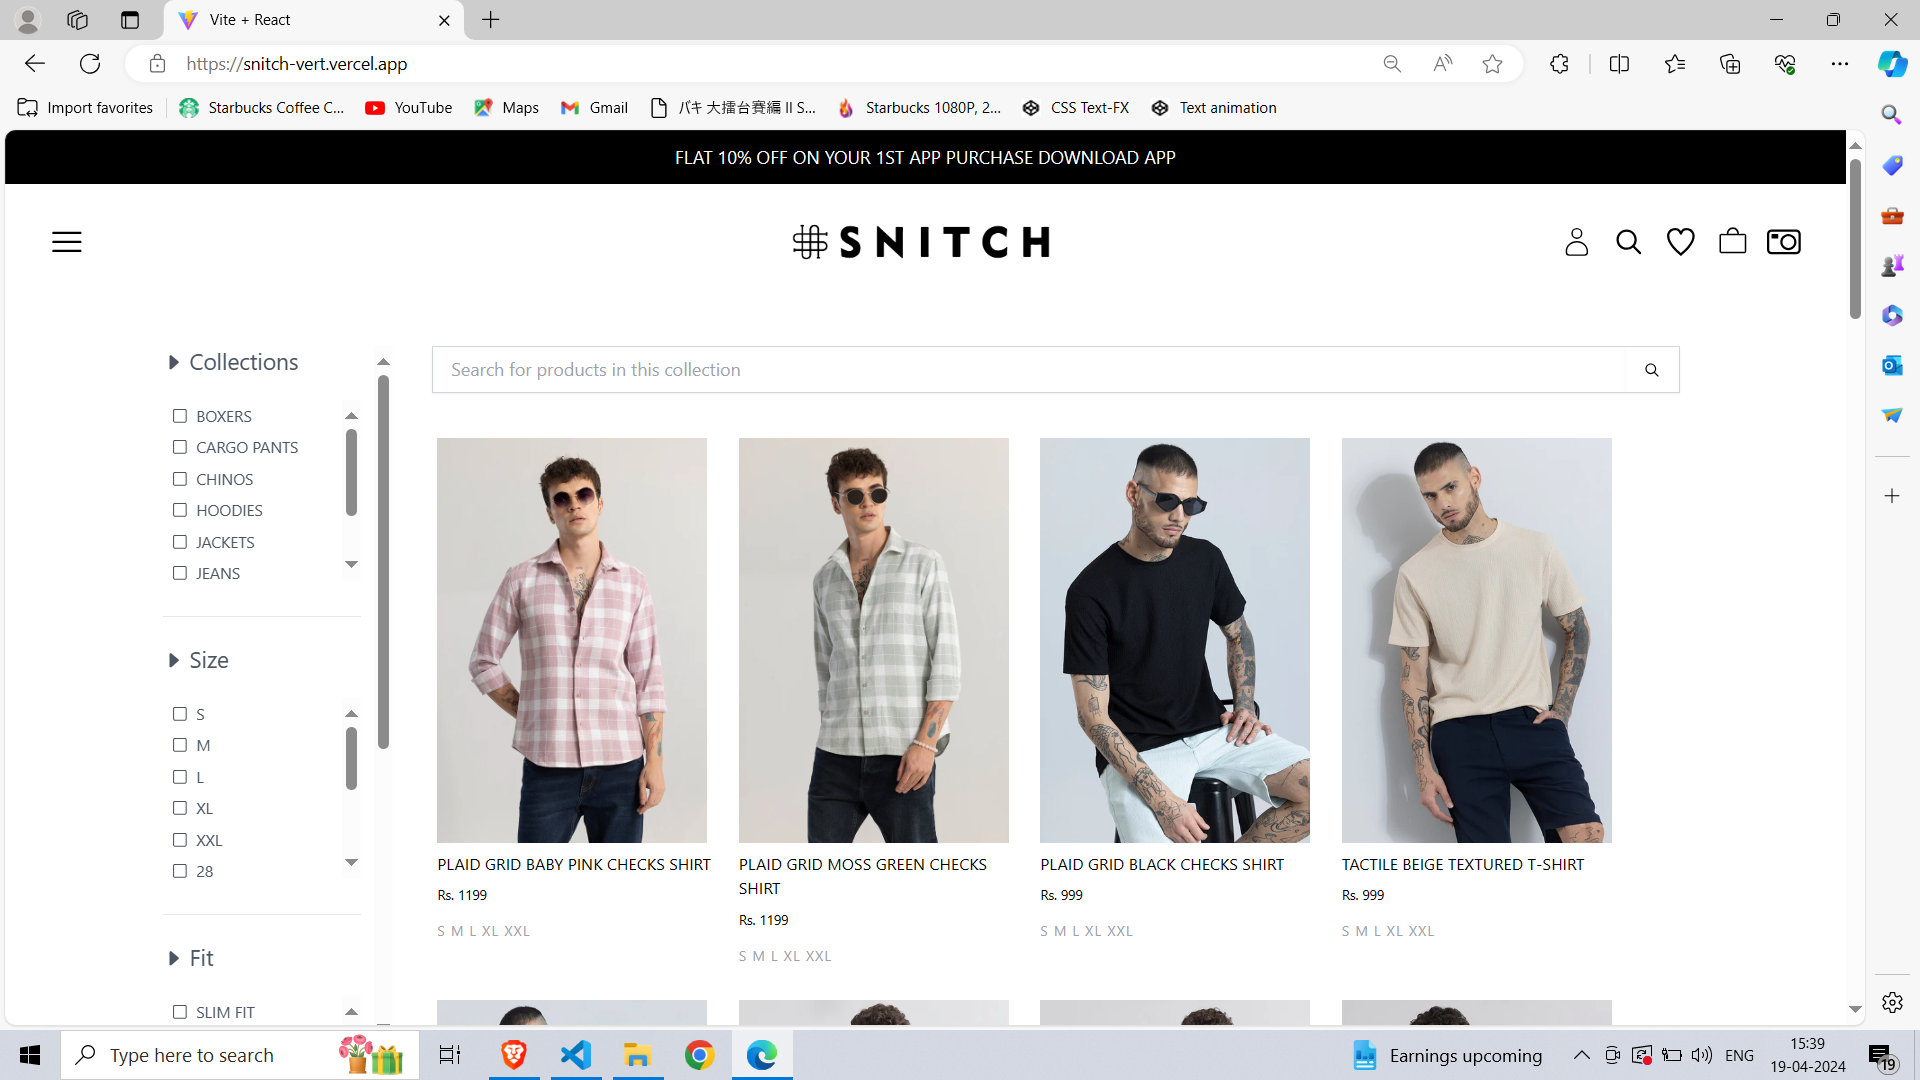 Vite + React
https://snitch-vert.vercel.app
Import favorites
Starbucks Coffee C...
YouTube
Maps
Gmail
バキ 大擂台賽編 II S...
Starbucks 1080P, 2...
CSS Text-FX
Text animation
FLAT 10% OFF ON YOUR 1ST APP PURCHASE DOWNLOAD APP
SNITCH
Collections
BOXERS
CARGO PANTS
CHINOS
HOODIES
JACKETS
JEANS
Size
S
M
L
XL
XXL
28
Fit
SLIM FIT
Search for products in this collection
PLAID GRID BABY PINK CHECKS SHIRT
Rs. 1199
S M L XL XXL
PLAID GRID MOSS GREEN CHECKS
SHIRT
Rs. 1199
S M L XL XXL
PLAID GRID BLACK CHECKS SHIRT
Rs. 999
S M L XL XXL
TACTILE BEIGE TEXTURED T-SHIRT
Rs. 999
S M L XL XXL
Type here to search
Earnings upcoming
ENG
15:39
19-04-2024
19